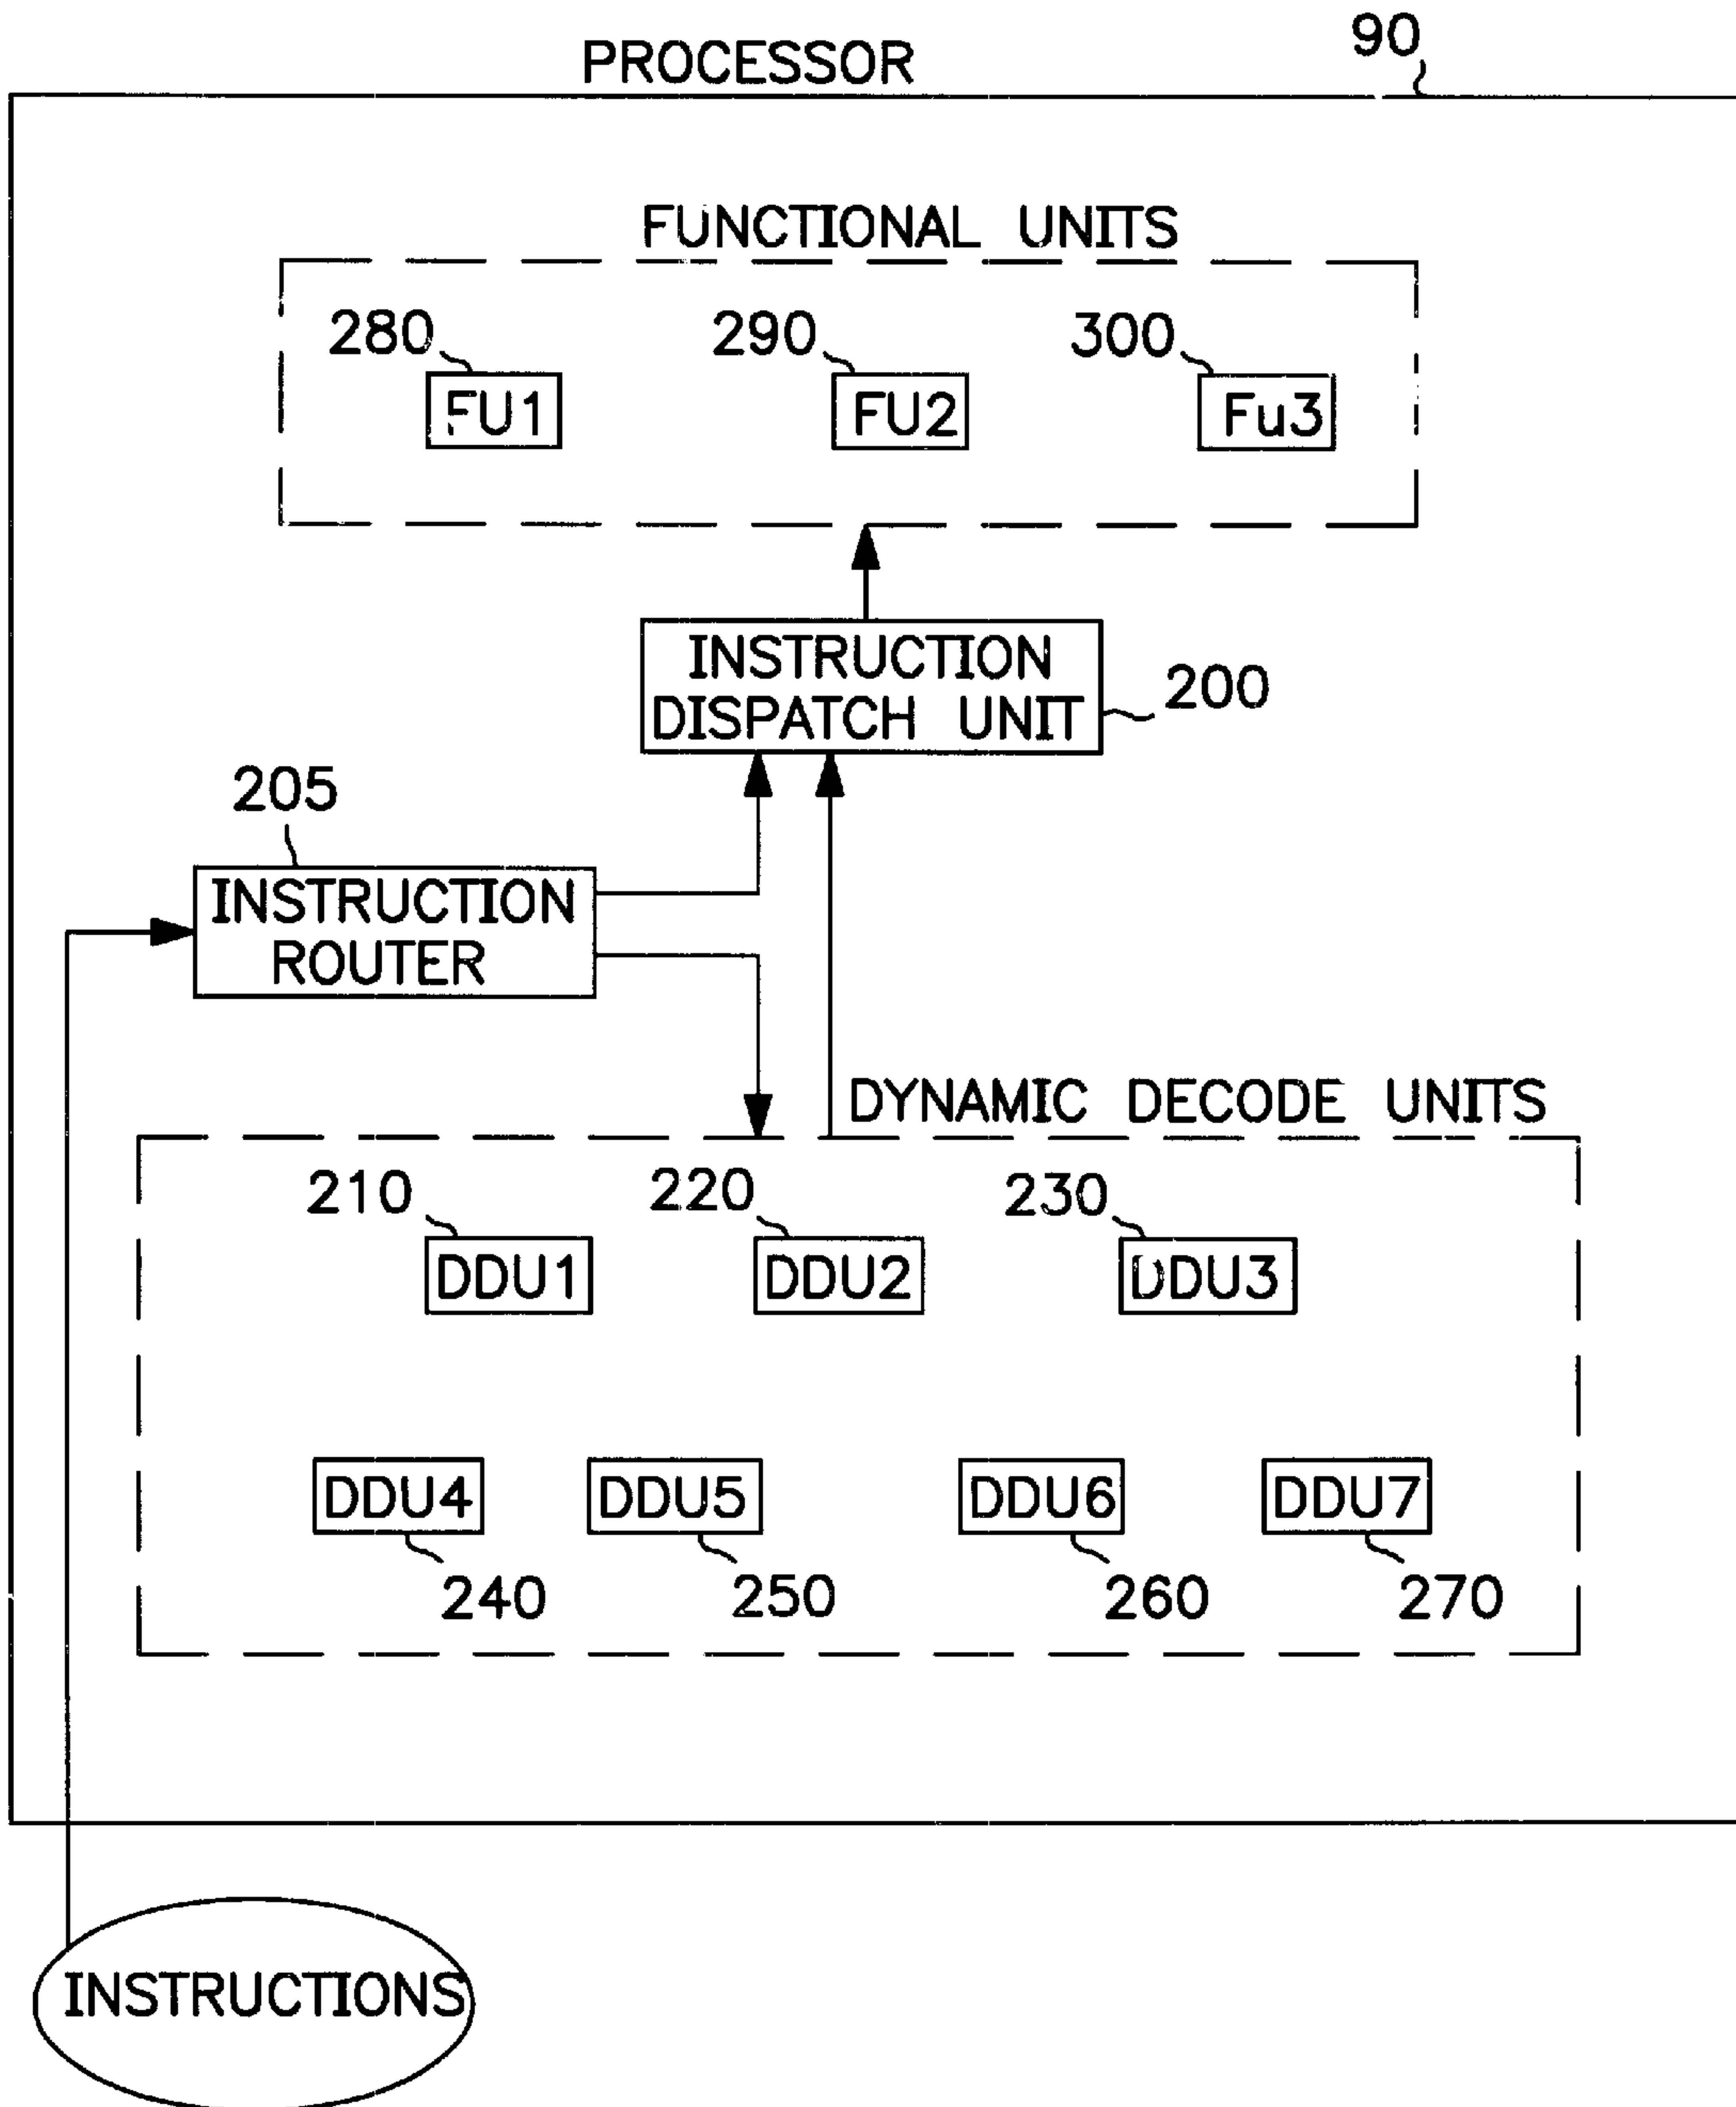 PROCESSOR
90
FUNCTIONAL UNITS
280
290
300
FU1
FU2
Fu3
INSTRUCTION
DISPATCH UNIT
200
205
INSTRUCTION
ROUTER
DYNAMIC DECODE UNITS
210
220
230
DDU1
DDU2
DDU3
DDU4
DDU5
DDU6
DDU7
240
250
260
270
INSTRUCTIONS